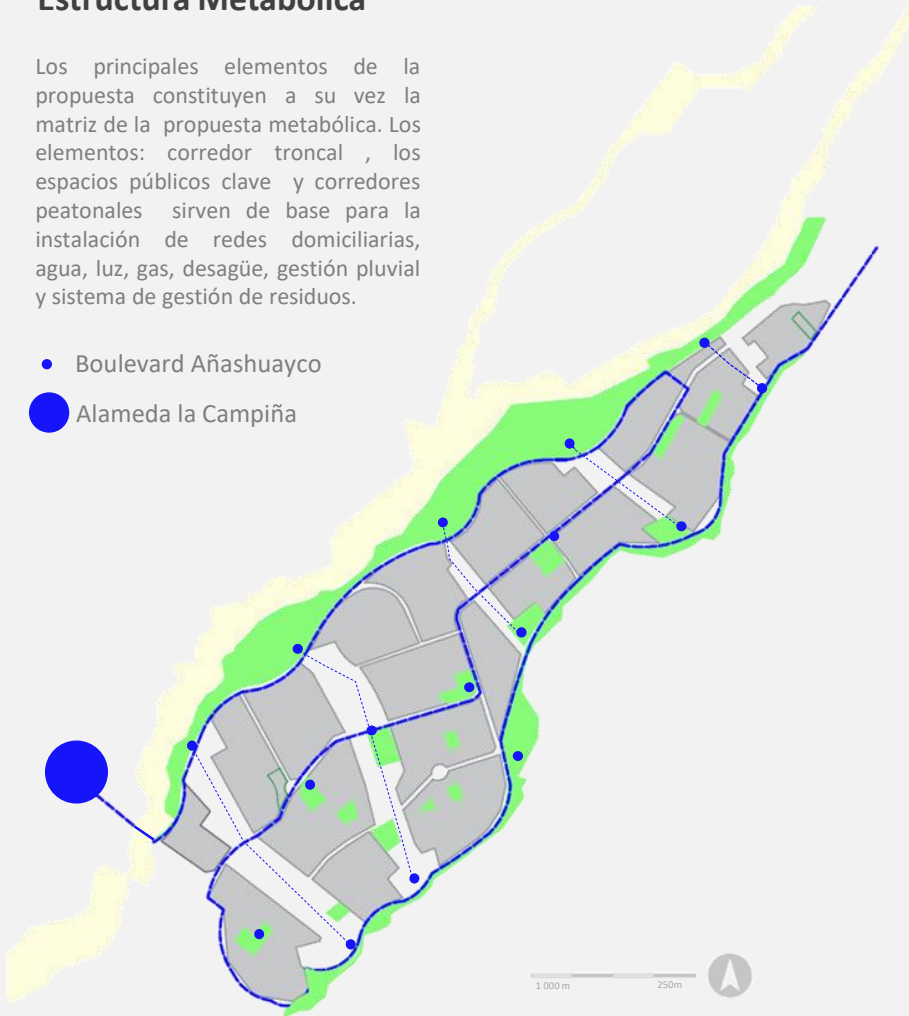 Estructura Metabólica
Los principales elementos de la
propuesta constituyen a su vez la
matriz de la propuesta metábolica. Los
elementos: corredor troncal , los
espacios públicos clave y corredores
peatonales sirven de base para la
instalación de redes domiciliarias,
agua, luz, gas, desagüe, gestión pluvial
y sistema de gestión de residuos.
Boulevard Añashuayco
Alameda la Campiña
1 000 m 250m